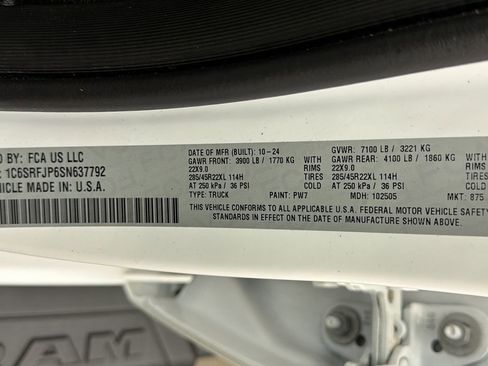 D BY: FCA US LLC
: 1C6SRFJP6SN637792
VEHICLE MADE IN U.S.A.
DATE OF MFR (BUILT): 10-24 GVWR: 7100 LB / 3221 KG
GAWR FRONT: 3900 LB / 1770 KG WITH GAWR REAR: 4100 LB / 1860 KG WITH
22X9.0 RIMS 22X9.0 RIMS
285/45R22XL 114H TIRES 285/45R22XL 114H TIRES
AT 250 kPa / 36 PSI AT 250 kPa / 36 PSI
TYPE: TRUCK PAINT: PW7 MDH: 102505 MKT: 875
THIS VEHICLE CONFORMS TO ALL APPLICABLE U.S.A. FEDERAL MOTOR VEHICLE SAFETY
STANDARDS IN EFFECT ON THE DATE OF MANUFACTURE SHOWN ABOVE.
RAM